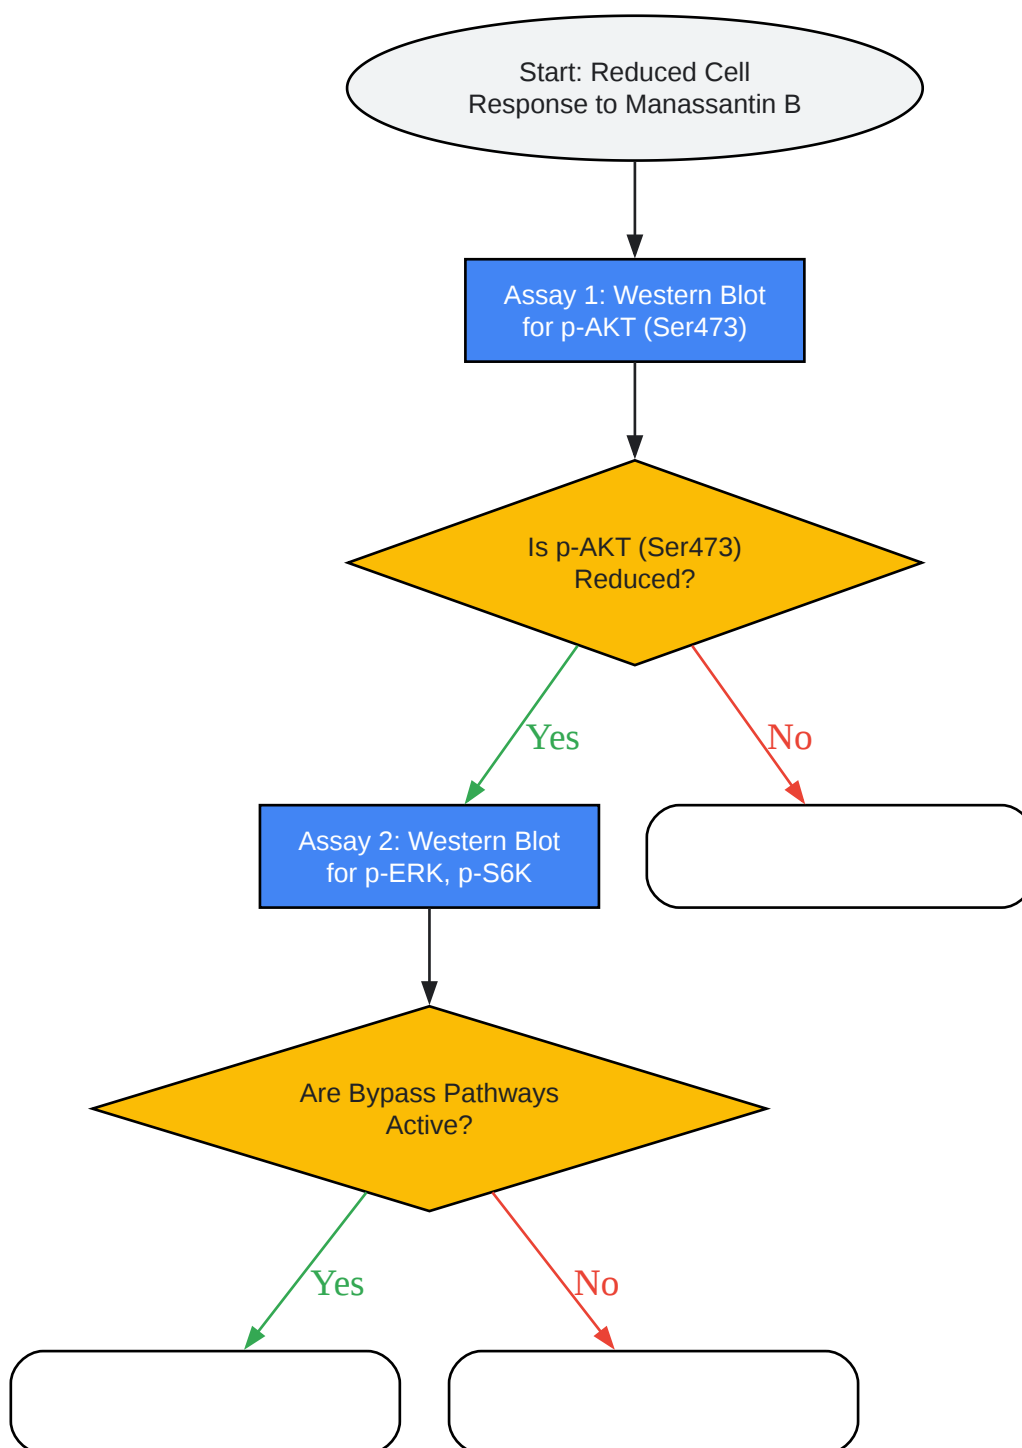 Start: Reduced Cell
Response to Manassantin B
Assay 1: Western Blot
for p-AKT (Ser473)
Is p-AKT (Ser473)
Reduced?
Yes
No
Assay 2: Western Blot
for p-ERK, p-S6K
Are Bypass Pathways
Active?
Yes
No